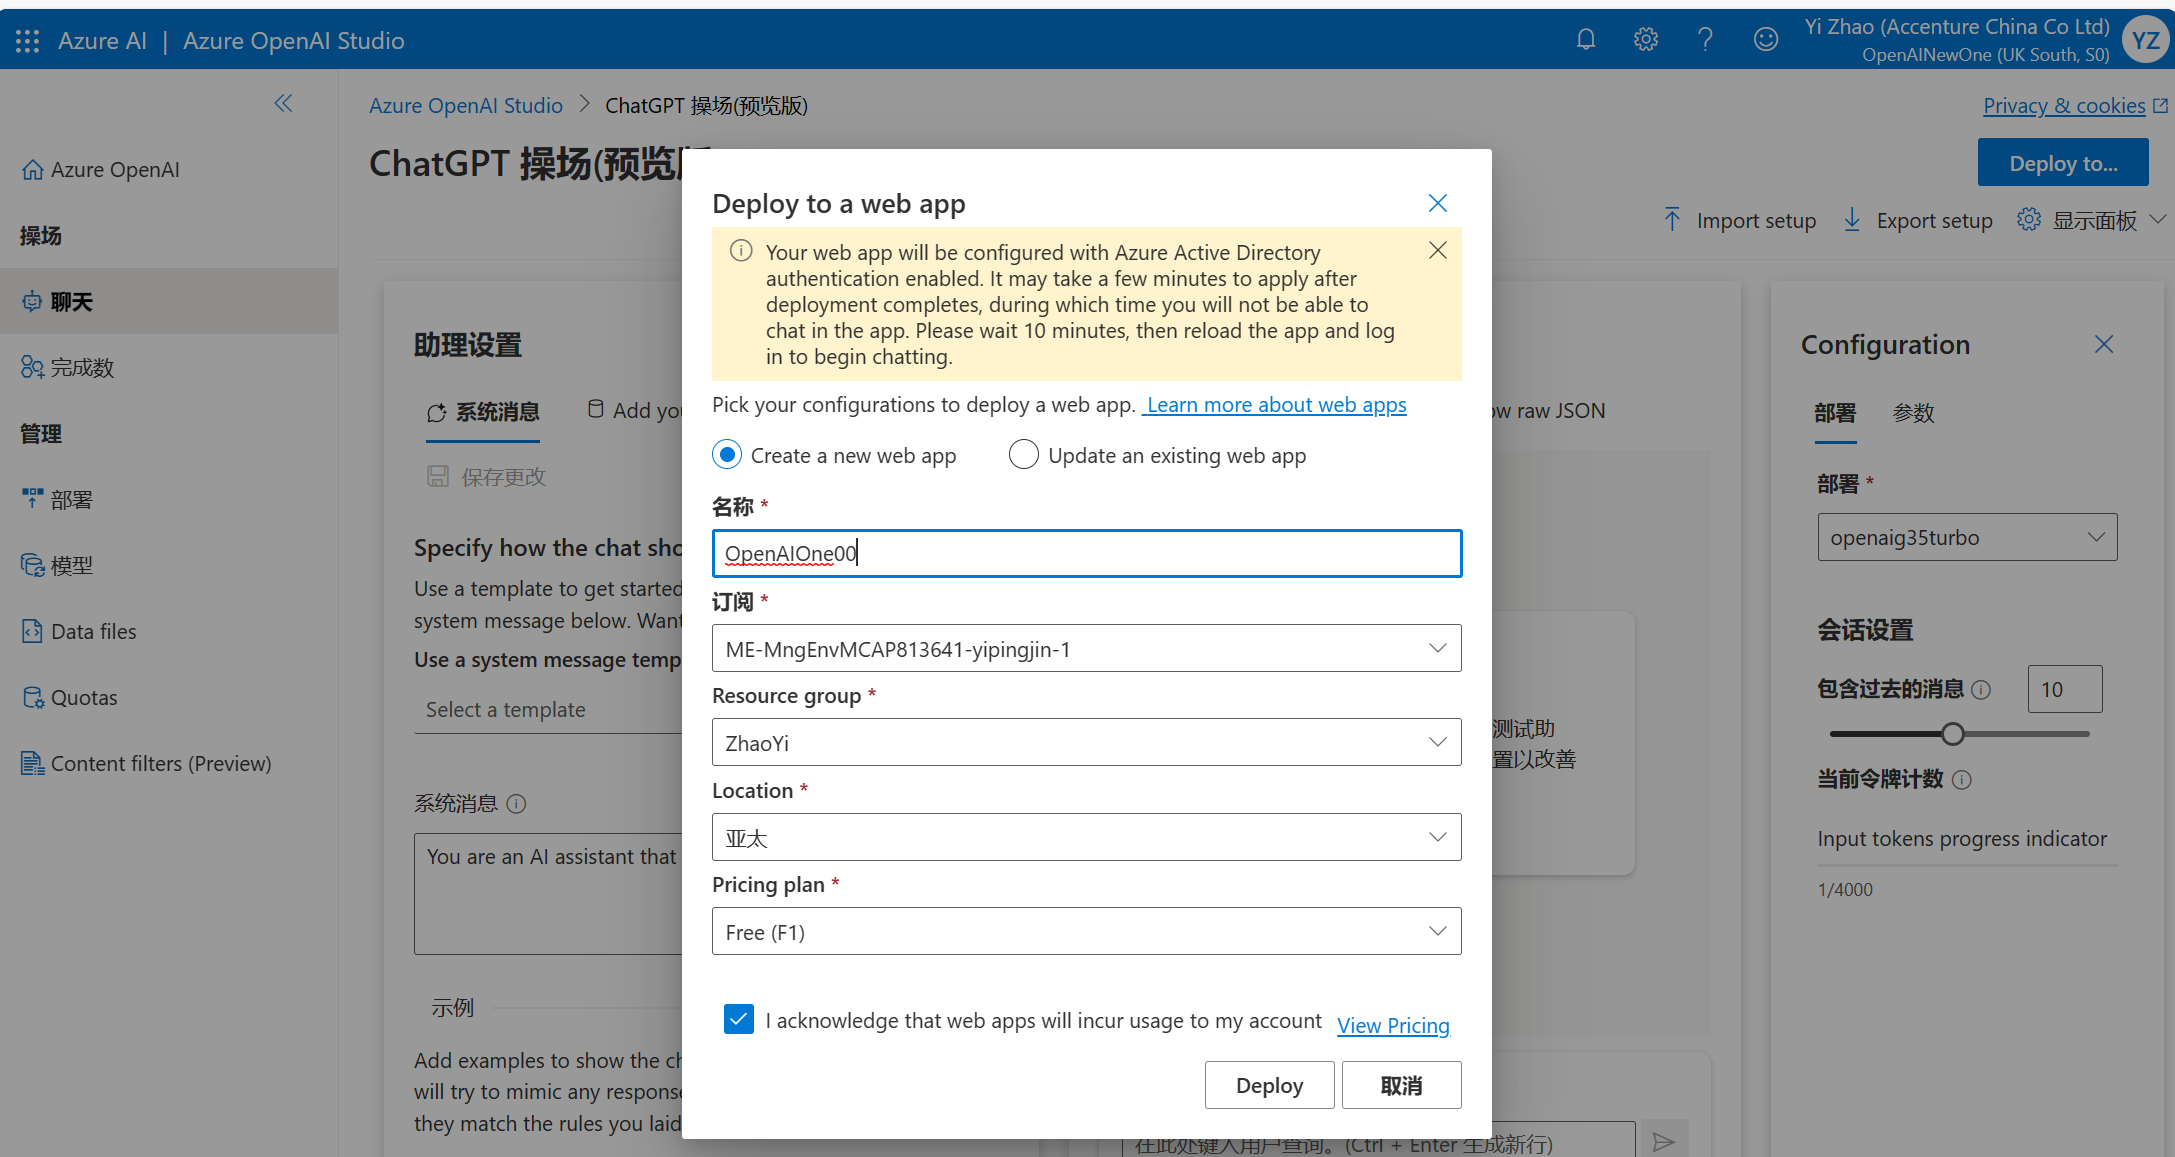 Azure AI | Azure OpenAI Studio
Yi Zhao (Accenture China Co Ltd)
OpenAINewOne (UK South, S0)
YZ
Azure OpenAI
操场
聊天
完成数
管理
部署
模型
Data files
Quotas
Content filters (Preview)
Azure OpenAI Studio > ChatGPT 操场(预览版)
Privacy & cookies
ChatGPT 操场(预览版
Deploy to...
Import setup
Export setup
显示面板
助理设置
系统消息
Add you
保存更改
Specify how the chat sho
Use a template to get started
system message below. Want
Use a system message temp
Select a template
系统消息
You are an AI assistant that
示例
Add examples to show the ch
will try to mimic any response
they match the rules you laid
Deploy to a web app
Your web app will be configured with Azure Active Directory
authentication enabled. It may take a few minutes to apply after
deployment completes, during which time you will not be able to
chat in the app. Please wait 10 minutes, then reload the app and log
in to begin chatting.
Pick your configurations to deploy a web app. Learn more about web apps
Create a new web app
Update an existing web app
名称 *
OpenAIOne00
订阅 *
ME-MngEnvMCAP813641-yipingjin-1
Resource group *
ZhaoYi
Location *
亚太
Pricing plan *
Free (F1)
I acknowledge that web apps will incur usage to my account View Pricing
Deploy
取消
ow raw JSON
测试助
置以改善
在此处键入用户查询。(Ctrl + Enter 生成新行)
Configuration
部署
参数
部署 *
openaig35turbo
会话设置
包含过去的消息
10
当前令牌计数
Input tokens progress indicator
1/4000